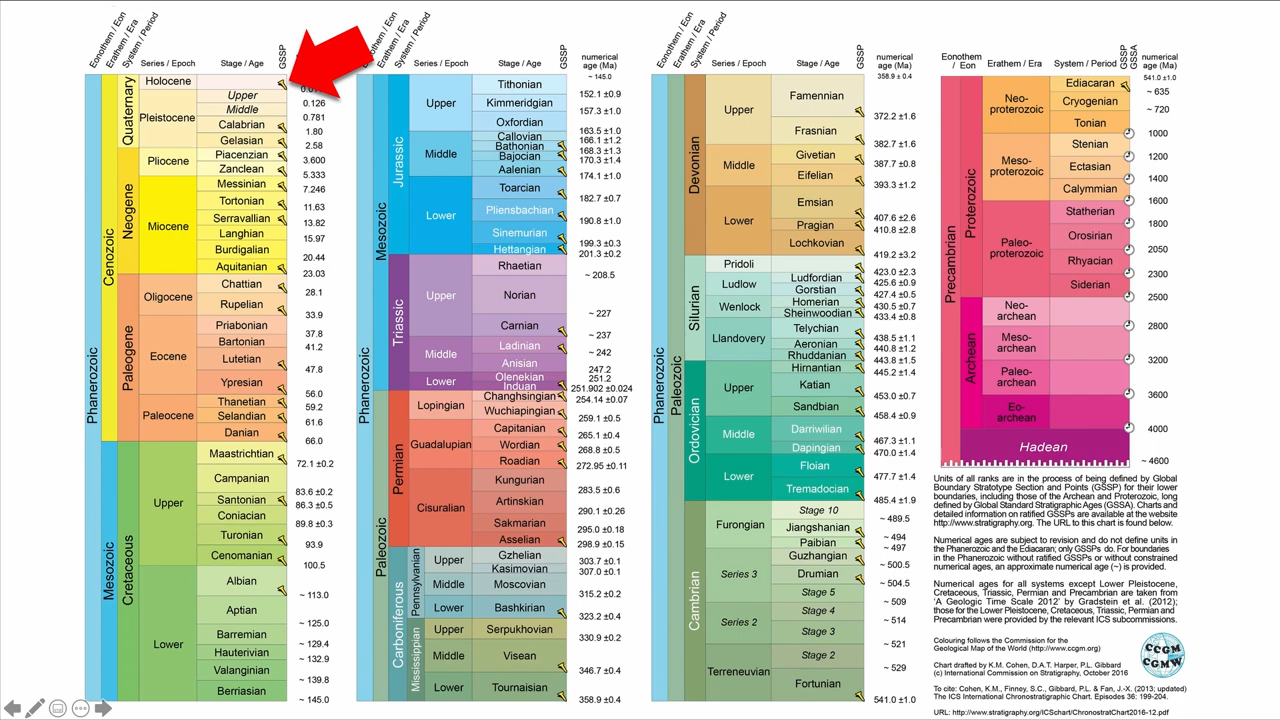 Eonothem / Eon
Erathem / Era
System / Period
Series / Epoch
Stage / Age
GSSP
Phanerozoic
Cenozoic
Quaternary
Holocene
Pleistocene
Upper
Middle
Calabrian
Gelasian
0.126
0.781
1.80
2.58
Neogene
Pliocene
Piacenzian
Zanclean
3.600
5.333
Miocene
Messinian
Tortonian
Serravallian
Langhian
Burdigalian
Aquitanian
7.246
11.63
13.82
15.97
20.44
23.03
Paleogene
Oligocene
Chattian
Rupelian
28.1
33.9
Eocene
Priabonian
Bartonian
Lutetian
Ypresian
37.8
41.2
47.8
56.0
Paleocene
Thanetian
Selandian
Danian
59.2
61.6
66.0
Mesozoic
Cretaceous
Upper
Maastrichtian
Campanian
Santonian
Coniacian
Turonian
Cenomanian
72.1 ±0.2
83.6 ±0.2
86.3 ±0.5
89.8 ±0.3
93.9
100.5
Lower
Albian
Aptian
Barremian
Hauterivian
Valanginian
Berriasian
~ 113.0
~ 125.0
~ 129.4
~ 132.9
~ 139.8
~ 145.0
Erathem / Era
System / Period
Series / Epoch
Stage / Age
GSSP
numerical
age (Ma)
~ 145.0
Phanerozoic
Mesozoic
Jurassic
Upper
Tithonian
Kimmeridgian
Oxfordian
152.1 ±0.9
157.3 ±1.0
163.5 ±1.0
Middle
Callovian
Bathonian
Bajocian
Aalenian
166.1 ±1.2
168.3 ±1.3
170.3 ±1.4
174.1 ±1.0
Lower
Toarcian
Pliensbachian
Sinemurian
Hettangian
182.7 ±0.7
190.8 ±1.0
199.3 ±0.3
201.3 ±0.2
Triassic
Upper
Rhaetian
Norian
Carnian
~ 208.5
~ 227
~ 237
Middle
Ladinian
Anisian
~ 242
247.2
Lower
Olenekian
Induan
251.2
251.902 ±0.024
Paleozoic
Permian
Lopingian
Changhsingian
Wuchiapingian
254.14 ±0.07
259.1 ±0.5
Guadalupian
Capitanian
Wordian
Roadian
265.1 ±0.4
268.8 ±0.5
272.95 ±0.11
Cisuralian
Kungurian
Artinskian
Sakmarian
Asselian
283.5 ±0.6
290.1 ±0.26
295.0 ±0.18
298.9 ±0.15
Carboniferous
Pennsylvanian
Upper
Gzhelian
Kasimovian
303.7 ±0.1
307.0 ±0.1
Middle
Moscovian
315.2 ±0.2
Lower
Bashkirian
323.2 ±0.4
Mississippian
Upper
Serpukhovian
330.9 ±0.2
Middle
Visean
346.7 ±0.4
Lower
Tournaisian
358.9 ±0.4
Eonothem / Eon
Erathem / Era
System / Period
Series / Epoch
Stage / Age
GSSP
numerical
age (Ma)
358.9 ± 0.4
Phanerozoic
Paleozoic
Devonian
Upper
Famennian
Frasnian
372.2 ±1.6
382.7 ±1.6
Middle
Givetian
Eifelian
387.7 ±0.8
393.3 ±1.2
Lower
Emsian
Pragian
Lochkovian
407.6 ±2.6
410.8 ±2.8
419.2 ±3.2
Silurian
Pridoli
423.0 ±2.3
Ludlow
Ludfordian
Gorstian
425.6 ±0.9
427.4 ±0.5
Wenlock
Homerian
Sheinwoodian
430.5 ±0.7
433.4 ±0.8
Llandovery
Telychian
Aeronian
Rhuddanian
438.5 ±1.1
440.8 ±1.2
443.8 ±1.5
Ordovician
Upper
Hirnantian
Katian
Sandbian
445.2 ±1.4
453.0 ±0.7
458.4 ±0.9
Middle
Darriwilian
Dapingian
467.3 ±1.1
470.0 ±1.4
Lower
Floian
Tremadocian
477.7 ±1.4
485.4 ±1.9
Cambrian
Furongian
Stage 10
Jiangshanian
Paibian
~ 489.5
~ 494
~ 497
Series 3
Guzhangian
Drumian
Stage 5
~ 500.5
~ 504.5
~ 509
Series 2
Stage 4
Stage 3
~ 514
~ 521
Terreneuvian
Stage 2
Fortunian
~ 529
541.0 ±1.0
Eonothem
/ Eon
Erathem / Era
System / Period
GSSP
GSSA
numerical
age (Ma)
541.0 ±1.0
Precambrian
Proterozoic
Neo-
proterozoic
Ediacaran
Cryogenian
Tonian
~ 635
~ 720
1000
Meso-
proterozoic
Stenian
Ectasian
Calymmian
1200
1400
1600
Paleo-
proterozoic
Statherian
Orosirian
Rhyacian
Siderian
1800
2050
2300
2500
Archean
Neo-
archean
2800
Meso-
archean
3200
Paleo-
archean
3600
Eo-
archean
4000
Hadean
~ 4600
Units of all ranks are in the process of being defined by Global
Boundary Stratotype Section and Points (GSSP) for their lower
boundaries, including those of the Archean and Proterozoic, long
defined by Global Standard Stratigraphic Ages (GSSA). Charts and
detailed information on ratified GSSPs are available at the website
http://www.stratigraphy.org. The URL to this chart is found below.
Numerical ages are subject to revision and do not define units in
the Phanerozoic and the Ediacaran; only GSSPs do. For boundaries
in the Phanerozoic without ratified GSSPs or without constrained
numerical ages, an approximate numerical age (~) is provided.
Numerical ages for all systems except Lower Pleistocene,
Cretaceous, Triassic, Permian and Precambrian are taken from
'A Geologic Time Scale 2012' by Gradstein et al. (2012);
those for the Lower Pleistocene, Cretaceous, Triassic, Permian and
Precambrian were provided by the relevant ICS subcommissions.
Colouring follows the Commission for the
Geological Map of the World (http://www.ccgm.org)
Chart drafted by K.M. Cohen, D.A.T. Harper, P.L. Gibbard
(c) International Commission on Stratigraphy, October 2016
CCGM
CGMW
To cite: Cohen, K.M., Finney, S.C., Gibbard, P.L. & Fan, J.-X. (2013; updated)
The ICS International Chronostratigraphic Chart. Episodes 36: 199-204.
URL: http://www.stratigraphy.org/ICSchart/ChronostratChart2016-12.pdf